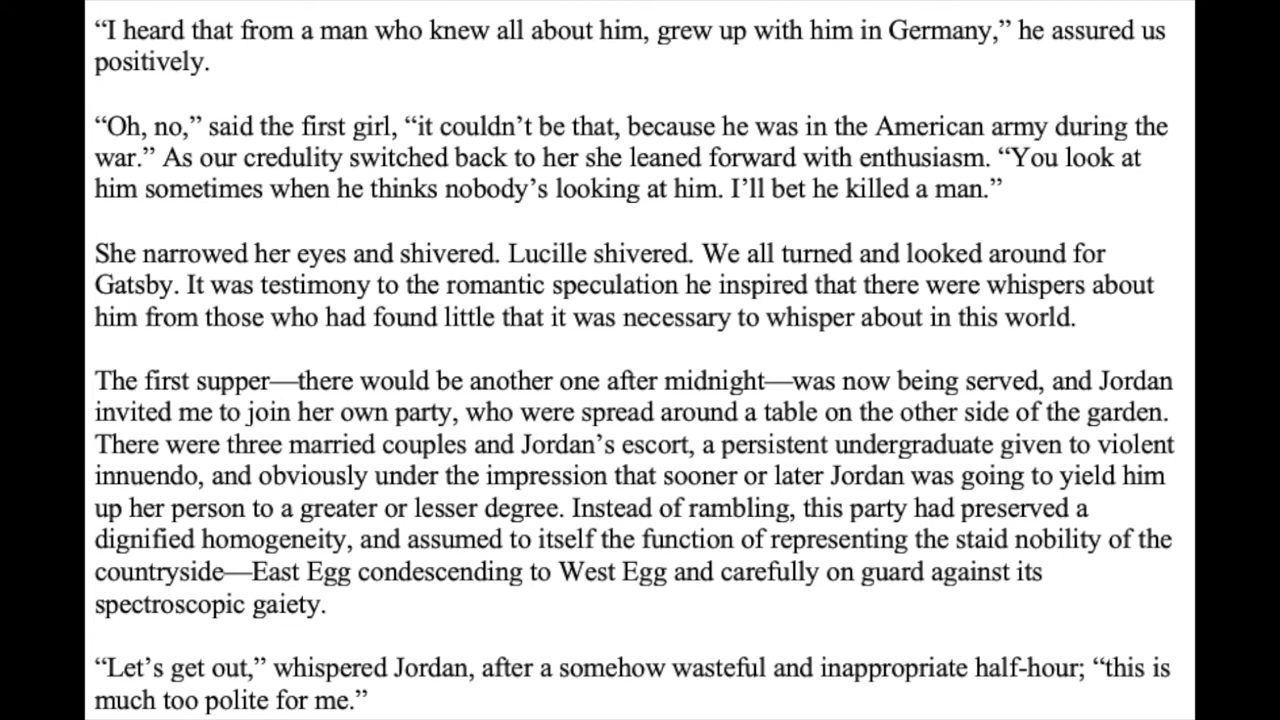 “I heard that from a man who knew all about him, grew up with him in Germany,” he assured us
positively.
“Oh, no,” said the first girl, “it couldn’t be that, because he was in the American army during the
war.” As our credulity switched back to her she leaned forward with enthusiasm. “You look at
him sometimes when he thinks nobody’s looking at him. I’ll bet he killed a man.”
She narrowed her eyes and shivered. Lucille shivered. We all turned and looked around for
Gatsby. It was testimony to the romantic speculation he inspired that there were whispers about
him from those who had found little that it was necessary to whisper about in this world.
The first supper—there would be another one after midnight—was now being served, and Jordan
invited me to join her own party, who were spread around a table on the other side of the garden.
There were three married couples and Jordan’s escort, a persistent undergraduate given to violent
innuendo, and obviously under the impression that sooner or later Jordan was going to yield him
up her person to a greater or lesser degree. Instead of rambling, this party had preserved a
dignified homogeneity, and assumed to itself the function of representing the staid nobility of the
countryside—East Egg condescending to West Egg and carefully on guard against its
spectroscopic gaiety.
“Let’s get out,” whispered Jordan, after a somehow wasteful and inappropriate half-hour; “this is
much too polite for me.”